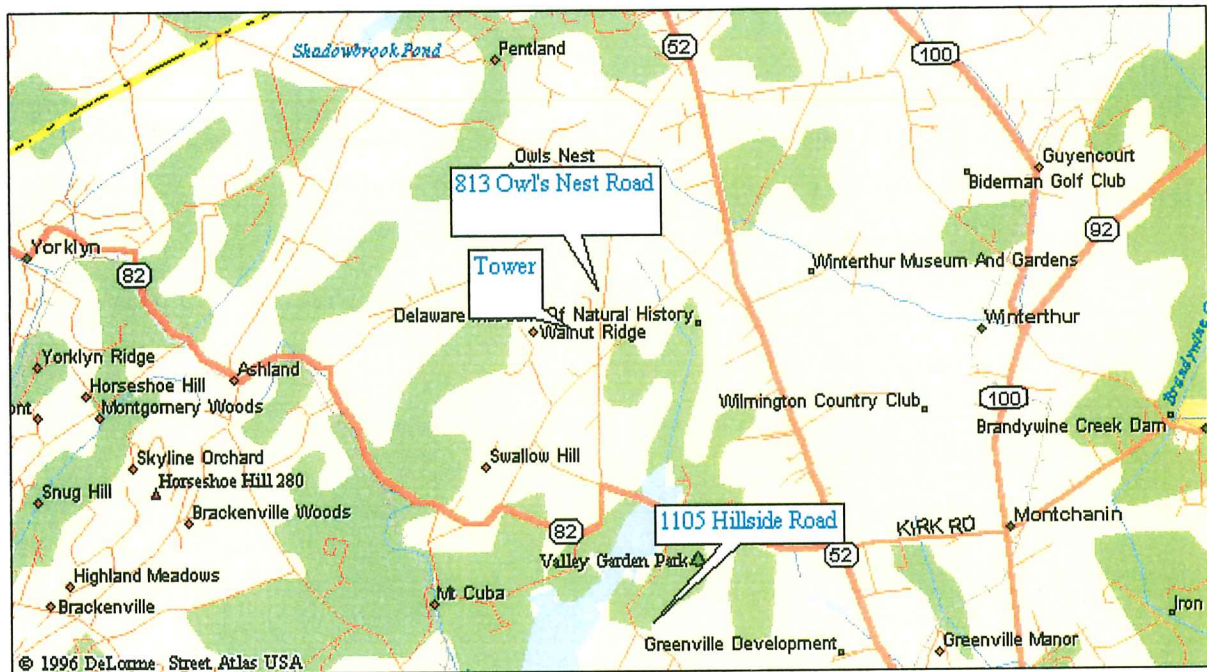 Shadowbrook Pond
Pentland
52
100
Owls Nest
813 Owl's Nest Road
Guyencourt
Biderman Golf Club
92
Yorklyn
82
Tower
Winterthur Museum And Gardens
Delaware Of Natural History
Walnut Ridge
Winterthur
Yorklyn Ridge
Ashland
Horseshoe Hill
Montgomery Woods
100
Wilmington Country Club
Brandywine Creek Dam
Brandywine
Skyline Orchard
Swallow Hill
Horseshoe Hill 280
Snug Hill
Brackenville Woods
1105 Hillside Road
KIRK RD
Montchanin
82
52
Valley Garden Park
Highland Meadows
Mt Cuba
Brackenville
Iron
Greenville Development
Greenville Manor
© 1996 DeLorme Street Atlas USA